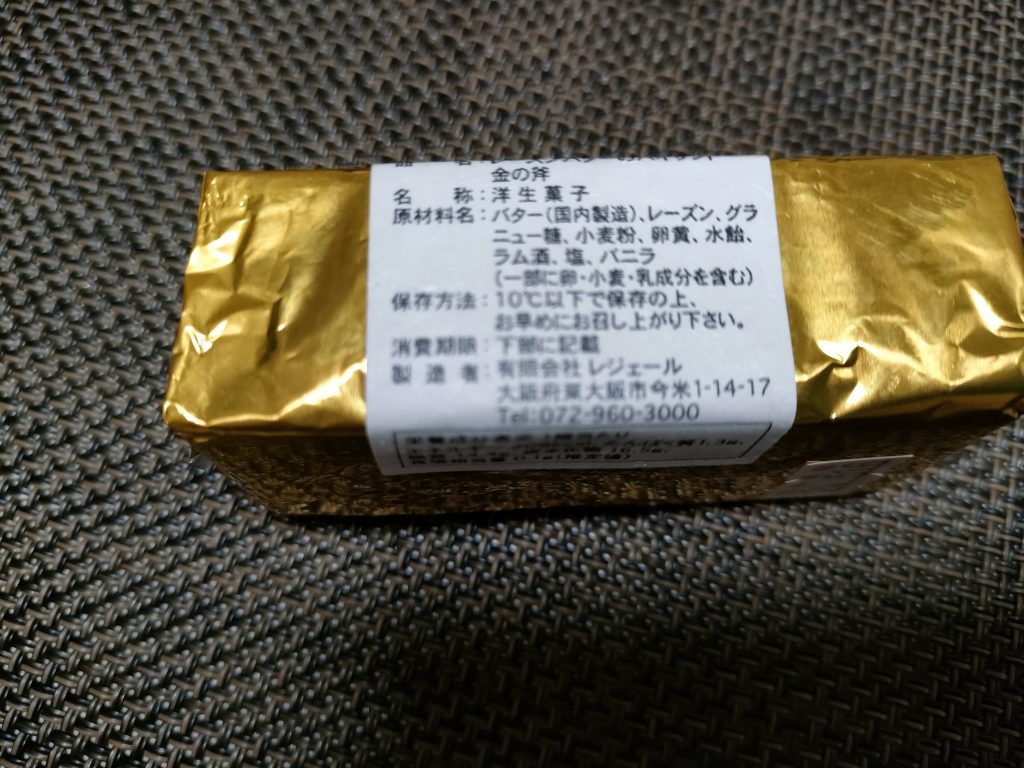 金の斧
名　　称:洋生菓子
原材料名:バター(国内製造)、レーズン、グラ
ニュー糖、小麦粉、卵黄、水飴、
ラム酒、塩、バニラ
(一部に卵・小麦・乳成分を含む)
保存方法:10℃以下で保存の上、
お早めにお召し上がり下さい。
消費期限:下部に記載
製 造 者:有限会社 レジェール
大阪府東大阪市今米1-14-17
Tel:072-960-3000